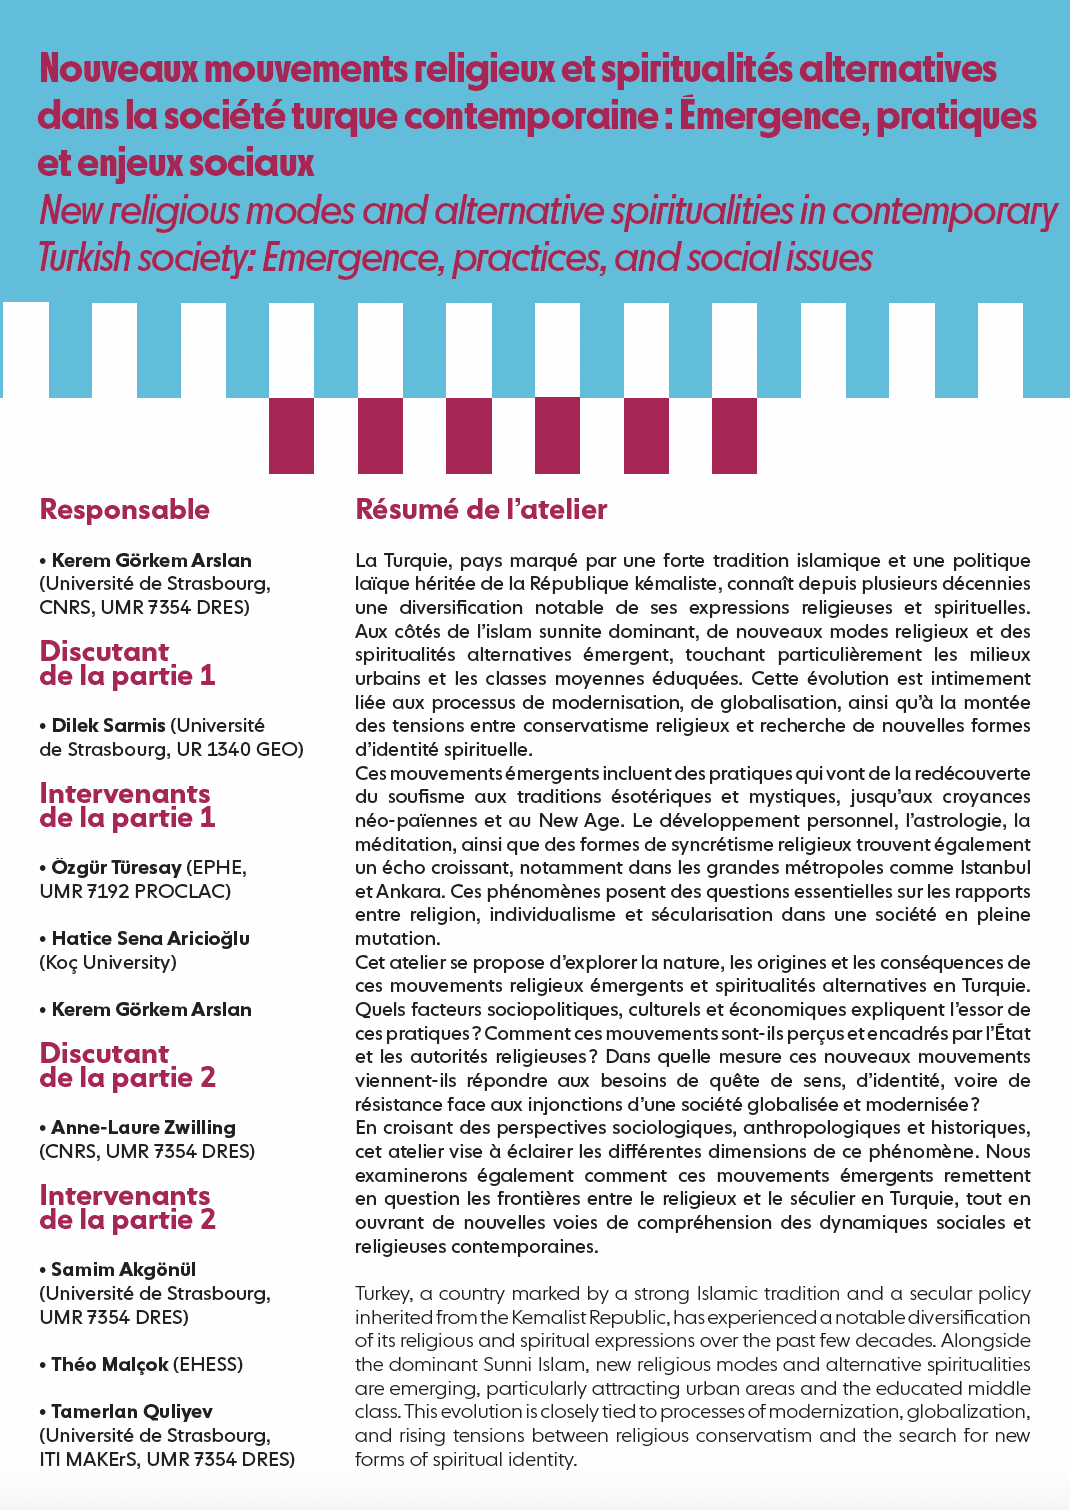 Nouveaux mouvements religieux et spiritualités alternatives
dans la société turque contemporaine : Émergence, pratiques
et enjeux sociaux
New religious modes and alternative spiritualities in contemporary
Turkish society: Emergence, practices, and social issues
Responsable
• Kerem Görkem Arslan
(Université de Strasbourg,
CNRS, UMR 7354 DRES)
Discutant
de la partie 1
• Dilek Sarmis (Université
de Strasbourg, UR 1340 GEO)
Intervenants
de la partie 1
• Özgür Türesay (EPHE,
UMR 7192 PROCLAC)
• Hatice Sena Aricioğlu
(Koç University)
• Kerem Görkem Arslan
Discutant
de la partie 2
• Anne-Laure Zwilling
(CNRS, UMR 7354 DRES)
Intervenants
de la partie 2
• Samim Akgönül
(Université de Strasbourg,
UMR 7354 DRES)
• Théo Malçok (EHESS)
• Tamerlan Quliyev
(Université de Strasbourg,
ITI MAKErS, UMR 7354 DRES)
Résumé de l’atelier
La Turquie, pays marqué par une forte tradition islamique et une politique
laïque héritée de la République kémaliste, connaît depuis plusieurs décennies
une diversification notable de ses expressions religieuses et spirituelles.
Aux côtés de l’islam sunnite dominant, de nouveaux modes religieux et des
spiritualités alternatives émergent, touchant particulièrement les milieux
urbains et les classes moyennes éduquées. Cette évolution est intimement
liée aux processus de modernisation, de globalisation, ainsi qu’à la montée
des tensions entre conservatisme religieux et recherche de nouvelles formes
d’identité spirituelle.
Ces mouvements émergents incluent des pratiques qui vont de la redécouverte
du soufisme aux traditions ésotériques et mystiques, jusqu’aux croyances
néo-païennes et au New Age. Le développement personnel, l’astrologie, la
méditation, ainsi que des formes de syncrétisme religieux trouvent également
un écho croissant, notamment dans les grandes métropoles comme Istanbul
et Ankara. Ces phénomènes posent des questions essentielles sur les rapports
entre religion, individualisme et sécularisation dans une société en pleine
mutation.
Cet atelier se propose d’explorer la nature, les origines et les conséquences de
ces mouvements religieux émergents et spiritualités alternatives en Turquie.
Quels facteurs sociopolitiques, culturels et économiques expliquent l’essor de
ces pratiques ? Comment ces mouvements sont-ils perçus et encadrés par l’État
et les autorités religieuses ? Dans quelle mesure ces nouveaux mouvements
viennent-ils répondre aux besoins de quête de sens, d’identité, voire de
résistance face aux injonctions d’une société globalisée et modernisée ?
En croisant des perspectives sociologiques, anthropologiques et historiques,
cet atelier vise à éclairer les différentes dimensions de ce phénomène. Nous
examinerons également comment ces mouvements émergents remettent
en question les frontières entre le religieux et le séculier en Turquie, tout en
ouvrant de nouvelles voies de compréhension des dynamiques sociales et
religieuses contemporaines.
Turkey, a country marked by a strong Islamic tradition and a secular policy
inherited from the Kemalist Republic, has experienced a notable diversification
of its religious and spiritual expressions over the past few decades. Alongside
the dominant Sunni Islam, new religious modes and alternative spiritualities
are emerging, particularly attracting urban areas and the educated middle
class. This evolution is closely tied to processes of modernization, globalization,
and rising tensions between religious conservatism and the search for new
forms of spiritual identity.